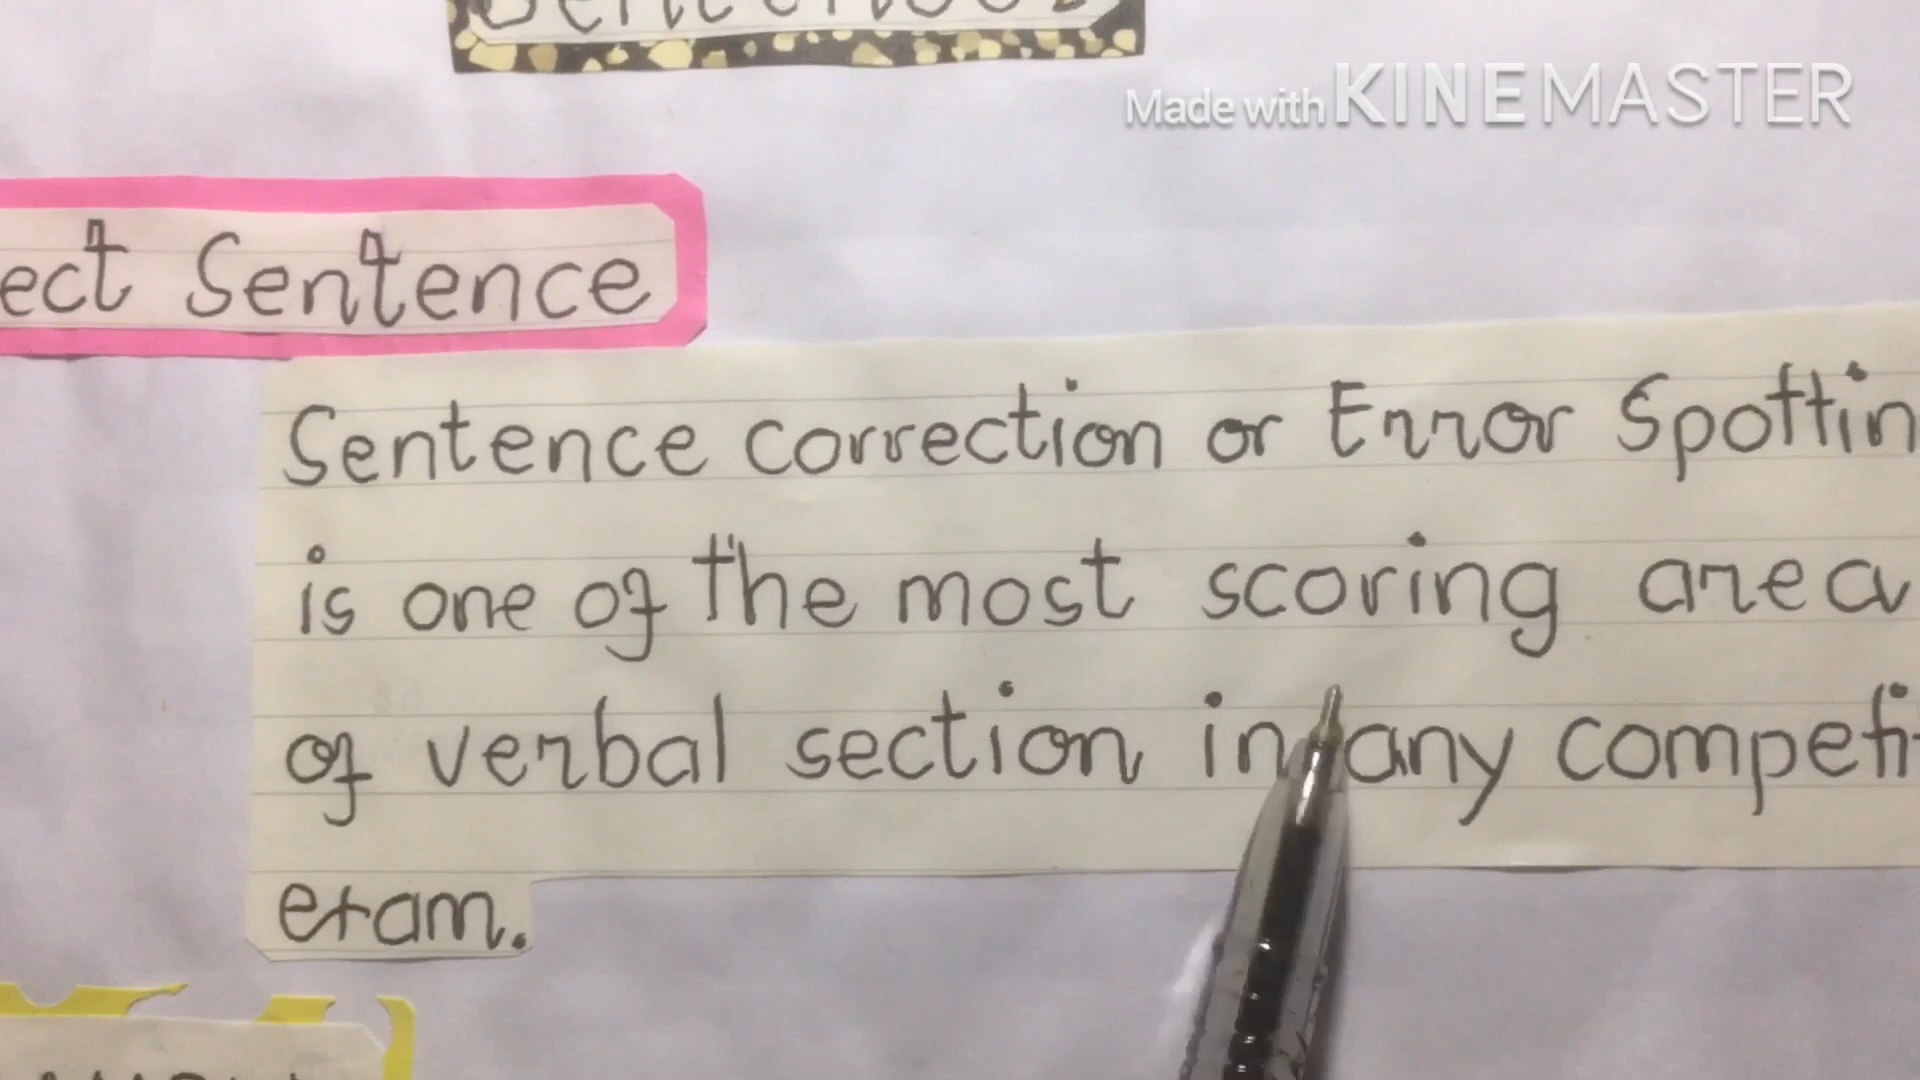 Sentences
Made with KINEMASTER
ect Sentence
Sentence correction or Error Spottin
is one of the most scoring area
of verbal section in any competi
exam.